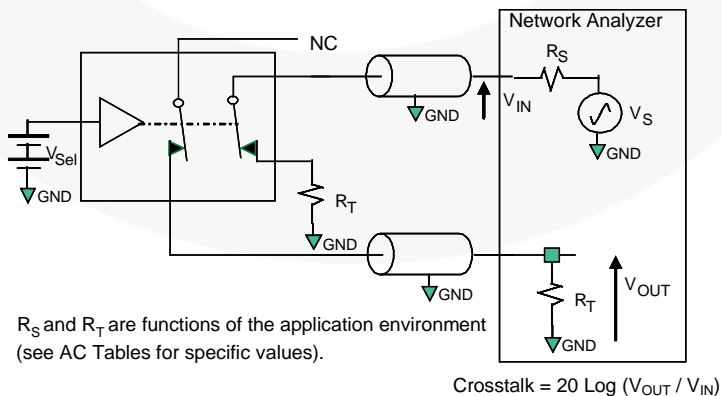 Network Analyzer
NC
R_S
V_IN
V_S
GND
GND
V_Sel
GND
R_T
GND
GND
V_OUT
R_T
GND
R_S and R_T are functions of the application environment
(see AC Tables for specific values).
Crosstalk = 20 Log (V_OUT / V_IN)